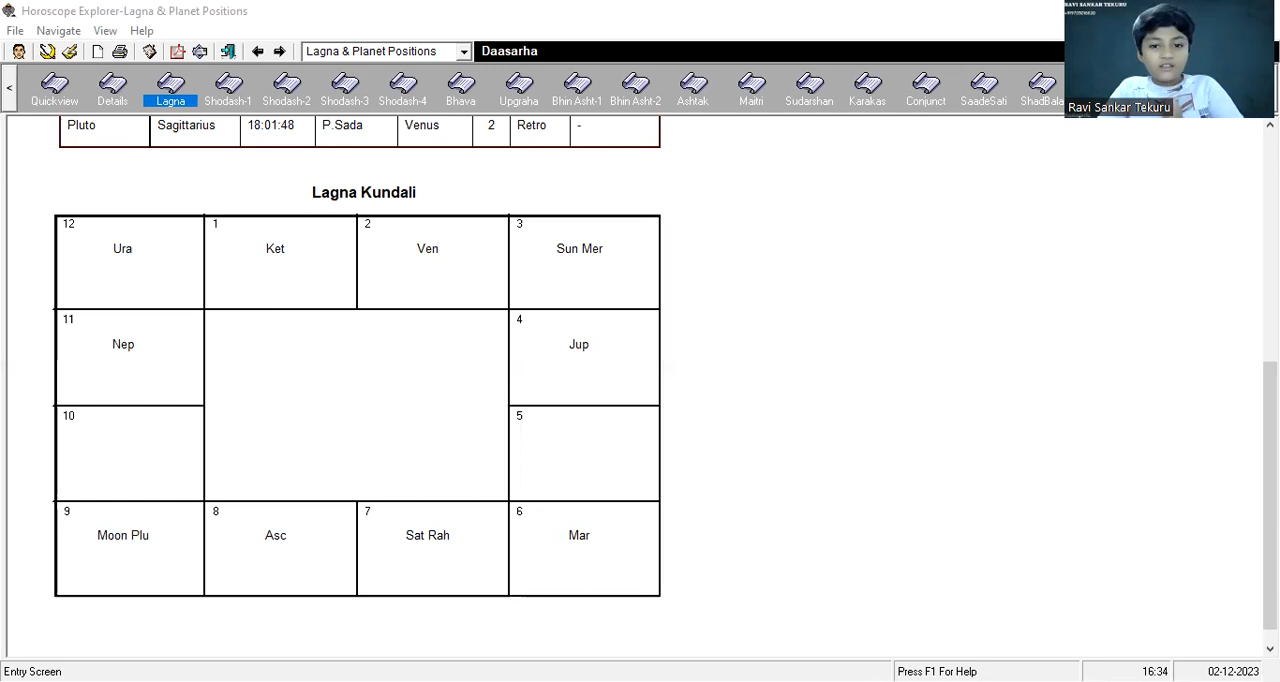 Horoscope Explorer-Lagna & Planet Positions
File Navigate View Help
Lagna & Planet Positions Daasarha
RAVI SANKAR TEKURU
< Quickview Details Lagna Shodash-1 Shodash-2 Shodash-3 Shodash-4 Bhava Upgraha Bhin Asht-1 Bhin Asht-2 Ashtak Maitri Sudarshan Karakas Conjunct SaadeSati ShadBala
Ravi Sankar Tekuru
Pluto Sagittarius 18:01:48 P.Sada Venus 2 Retro -
Lagna Kundali
12 1 2 3
Ura Ket Ven Sun Mer
11 4
Nep Jup
10 5
9 8 7 6
Moon Plu Asc Sat Rah Mar
Entry Screen Press F1 For Help 16:34 02-12-2023